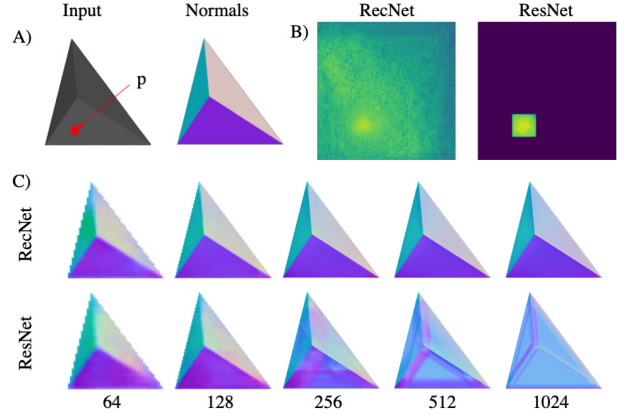 Input Normals RecNet ResNet
A) B)
p
C)
RecNet
ResNet
64 128 256 512 1024